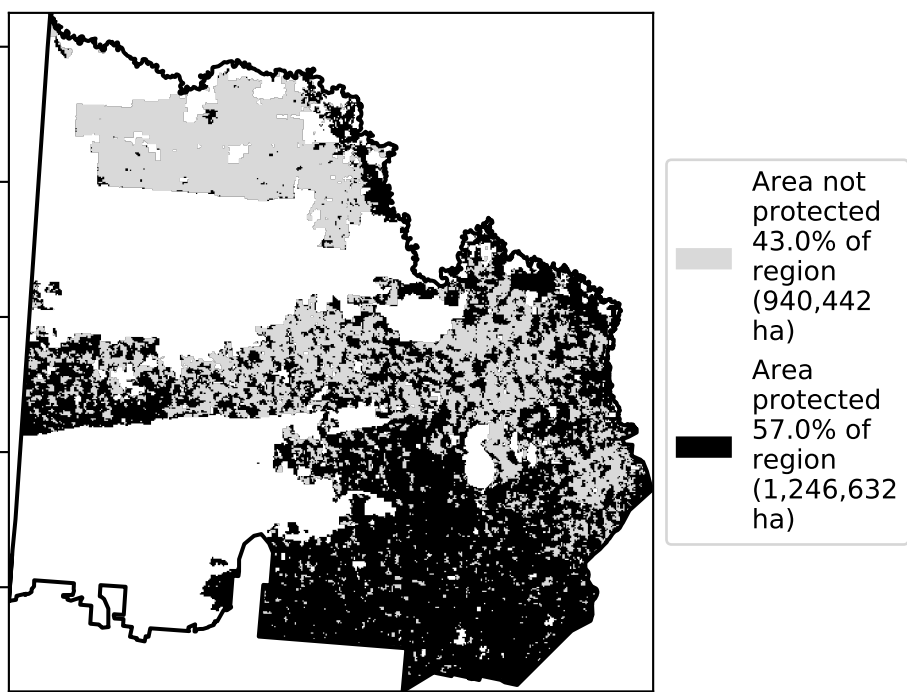 Area not
protected
43.0% of
region
(940,442
ha)
Area
protected
57.0% of
region
(1,246,632
ha)